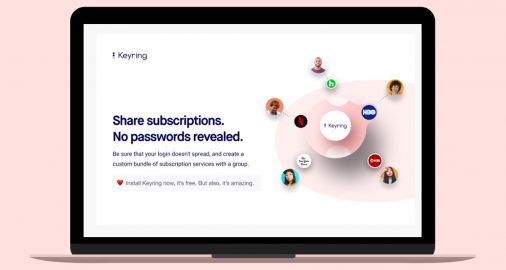 Keyring
Share subscriptions.
No passwords revealed.
Be sure that your login doesn't spread, and create a
custom bundle of subscription services with a group.
Install Keyring now, it's free. But also, it's amazing.
h
HBO
N
Keyring